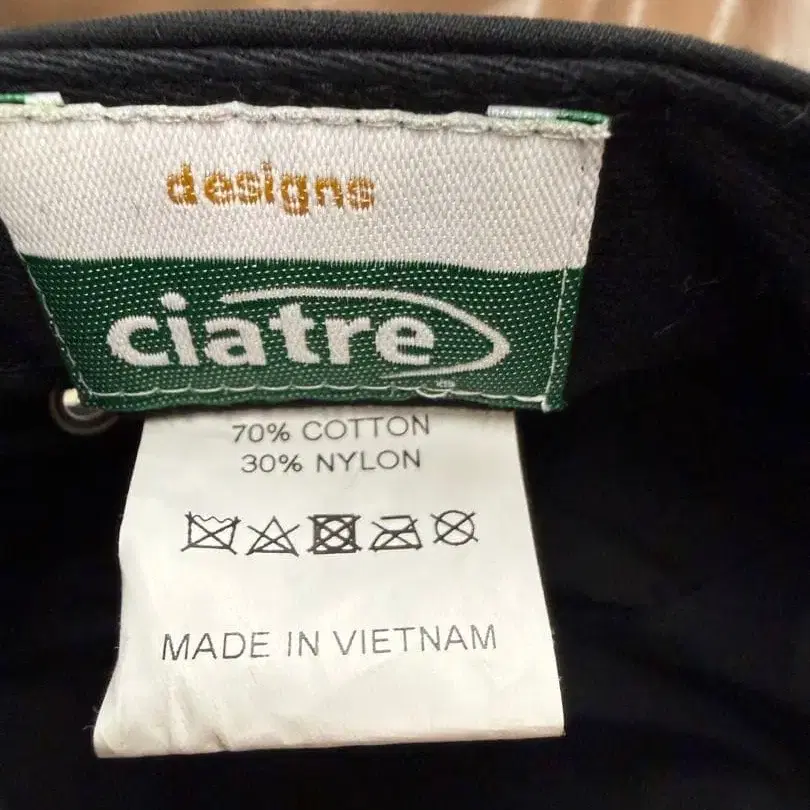 designs
ciatre
70% COTTON
30% NYLON
MADE IN VIETNAM